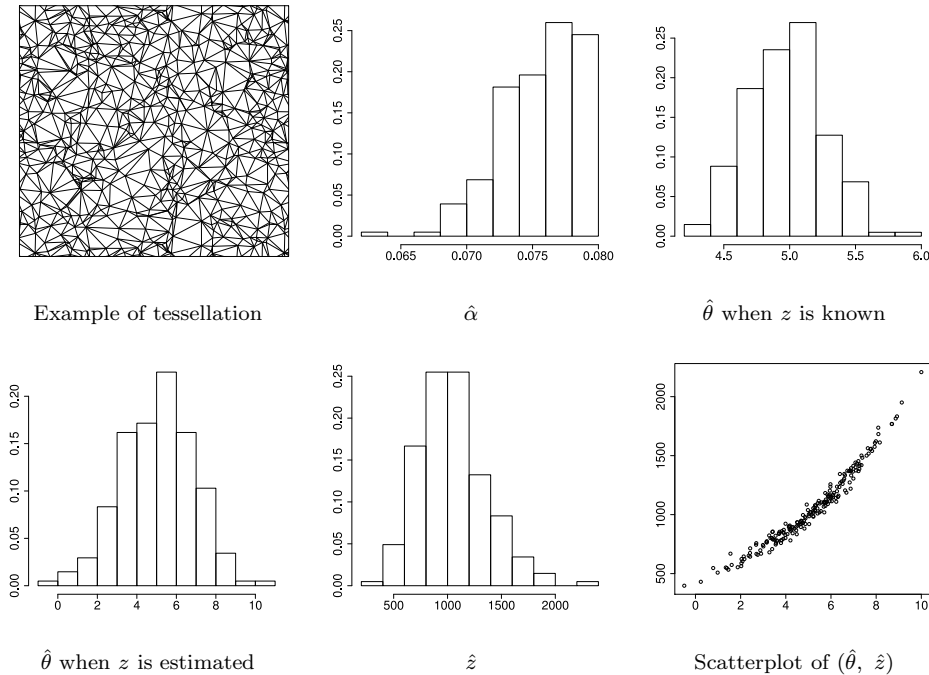 0.00 0.05 0.10 0.15 0.20 0.25
0.065 0.070 0.075 0.080
0.00 0.05 0.10 0.15 0.20 0.25
4.5 5.0 5.5 6.0
Example of tessellation
α̂
θ̂ when z is known
0.00 0.05 0.10 0.15 0.20
0 2 4 6 8 10
0.00 0.05 0.10 0.15 0.20 0.25
500 1000 1500 2000
500 1000 1500 2000
0 2 4 6 8 10
θ̂ when z is estimated
ẑ
Scatterplot of (θ̂, ẑ)